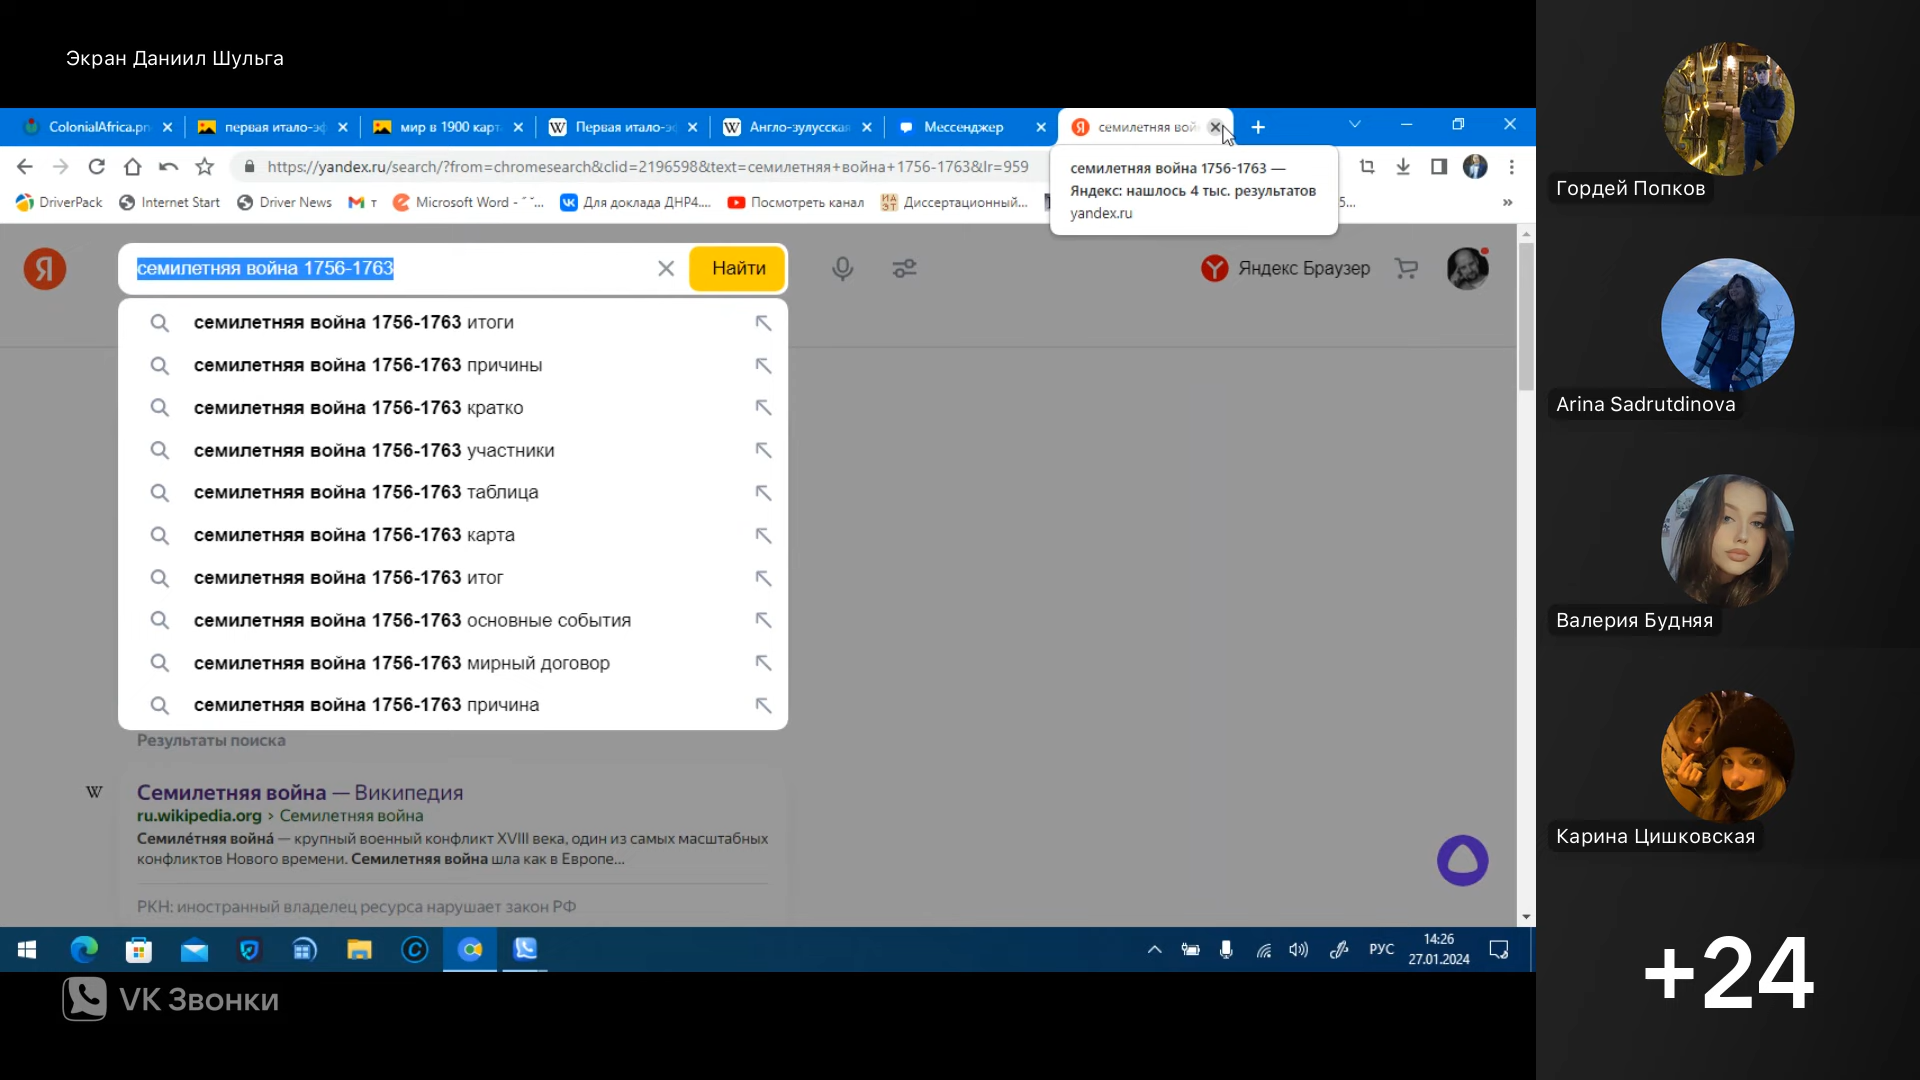 Экран Даниил Шульга
ColonialAfrica.pn
первая итало-эф
мир в 1900 карт
Первая итало-эф
Англо-зулусская
Мессенджер
семилетняя вой
https://yandex.ru/search/?from=chromesearch&clid=2196598&text=семилетняя+война+1756-1763&lr=959
семилетняя война 1756-1763 —
Яндекс: нашлось 4 тыс. результатов
yandex.ru
DriverPack
Internet Start
Driver News
М т
Microsoft Word - ˜ ˘...
Для доклада ДНР4....
Посмотреть канал
Диссертационный...
5...
»
семилетняя война 1756-1763
Найти
Яндекс Браузер
семилетняя война 1756-1763 итоги
семилетняя война 1756-1763 причины
семилетняя война 1756-1763 кратко
семилетняя война 1756-1763 участники
семилетняя война 1756-1763 таблица
семилетняя война 1756-1763 карта
семилетняя война 1756-1763 итог
семилетняя война 1756-1763 основные события
семилетняя война 1756-1763 мирный договор
семилетняя война 1756-1763 причина
Результаты поиска
Семилетняя война — Википедия
ru.wikipedia.org › Семилетняя война
Семиле́тняя война́ — крупный военный конфликт XVIII века, один из самых масштабных
конфликтов Нового времени. Семилетняя война шла как в Европе...
РКН: иностранный владелец ресурса нарушает закон РФ
РУС
14:26
27.01.2024
VK Звонки
Гордей Попков
Arina Sadrutdinova
Валерия Будняя
Карина Цишковская
+24